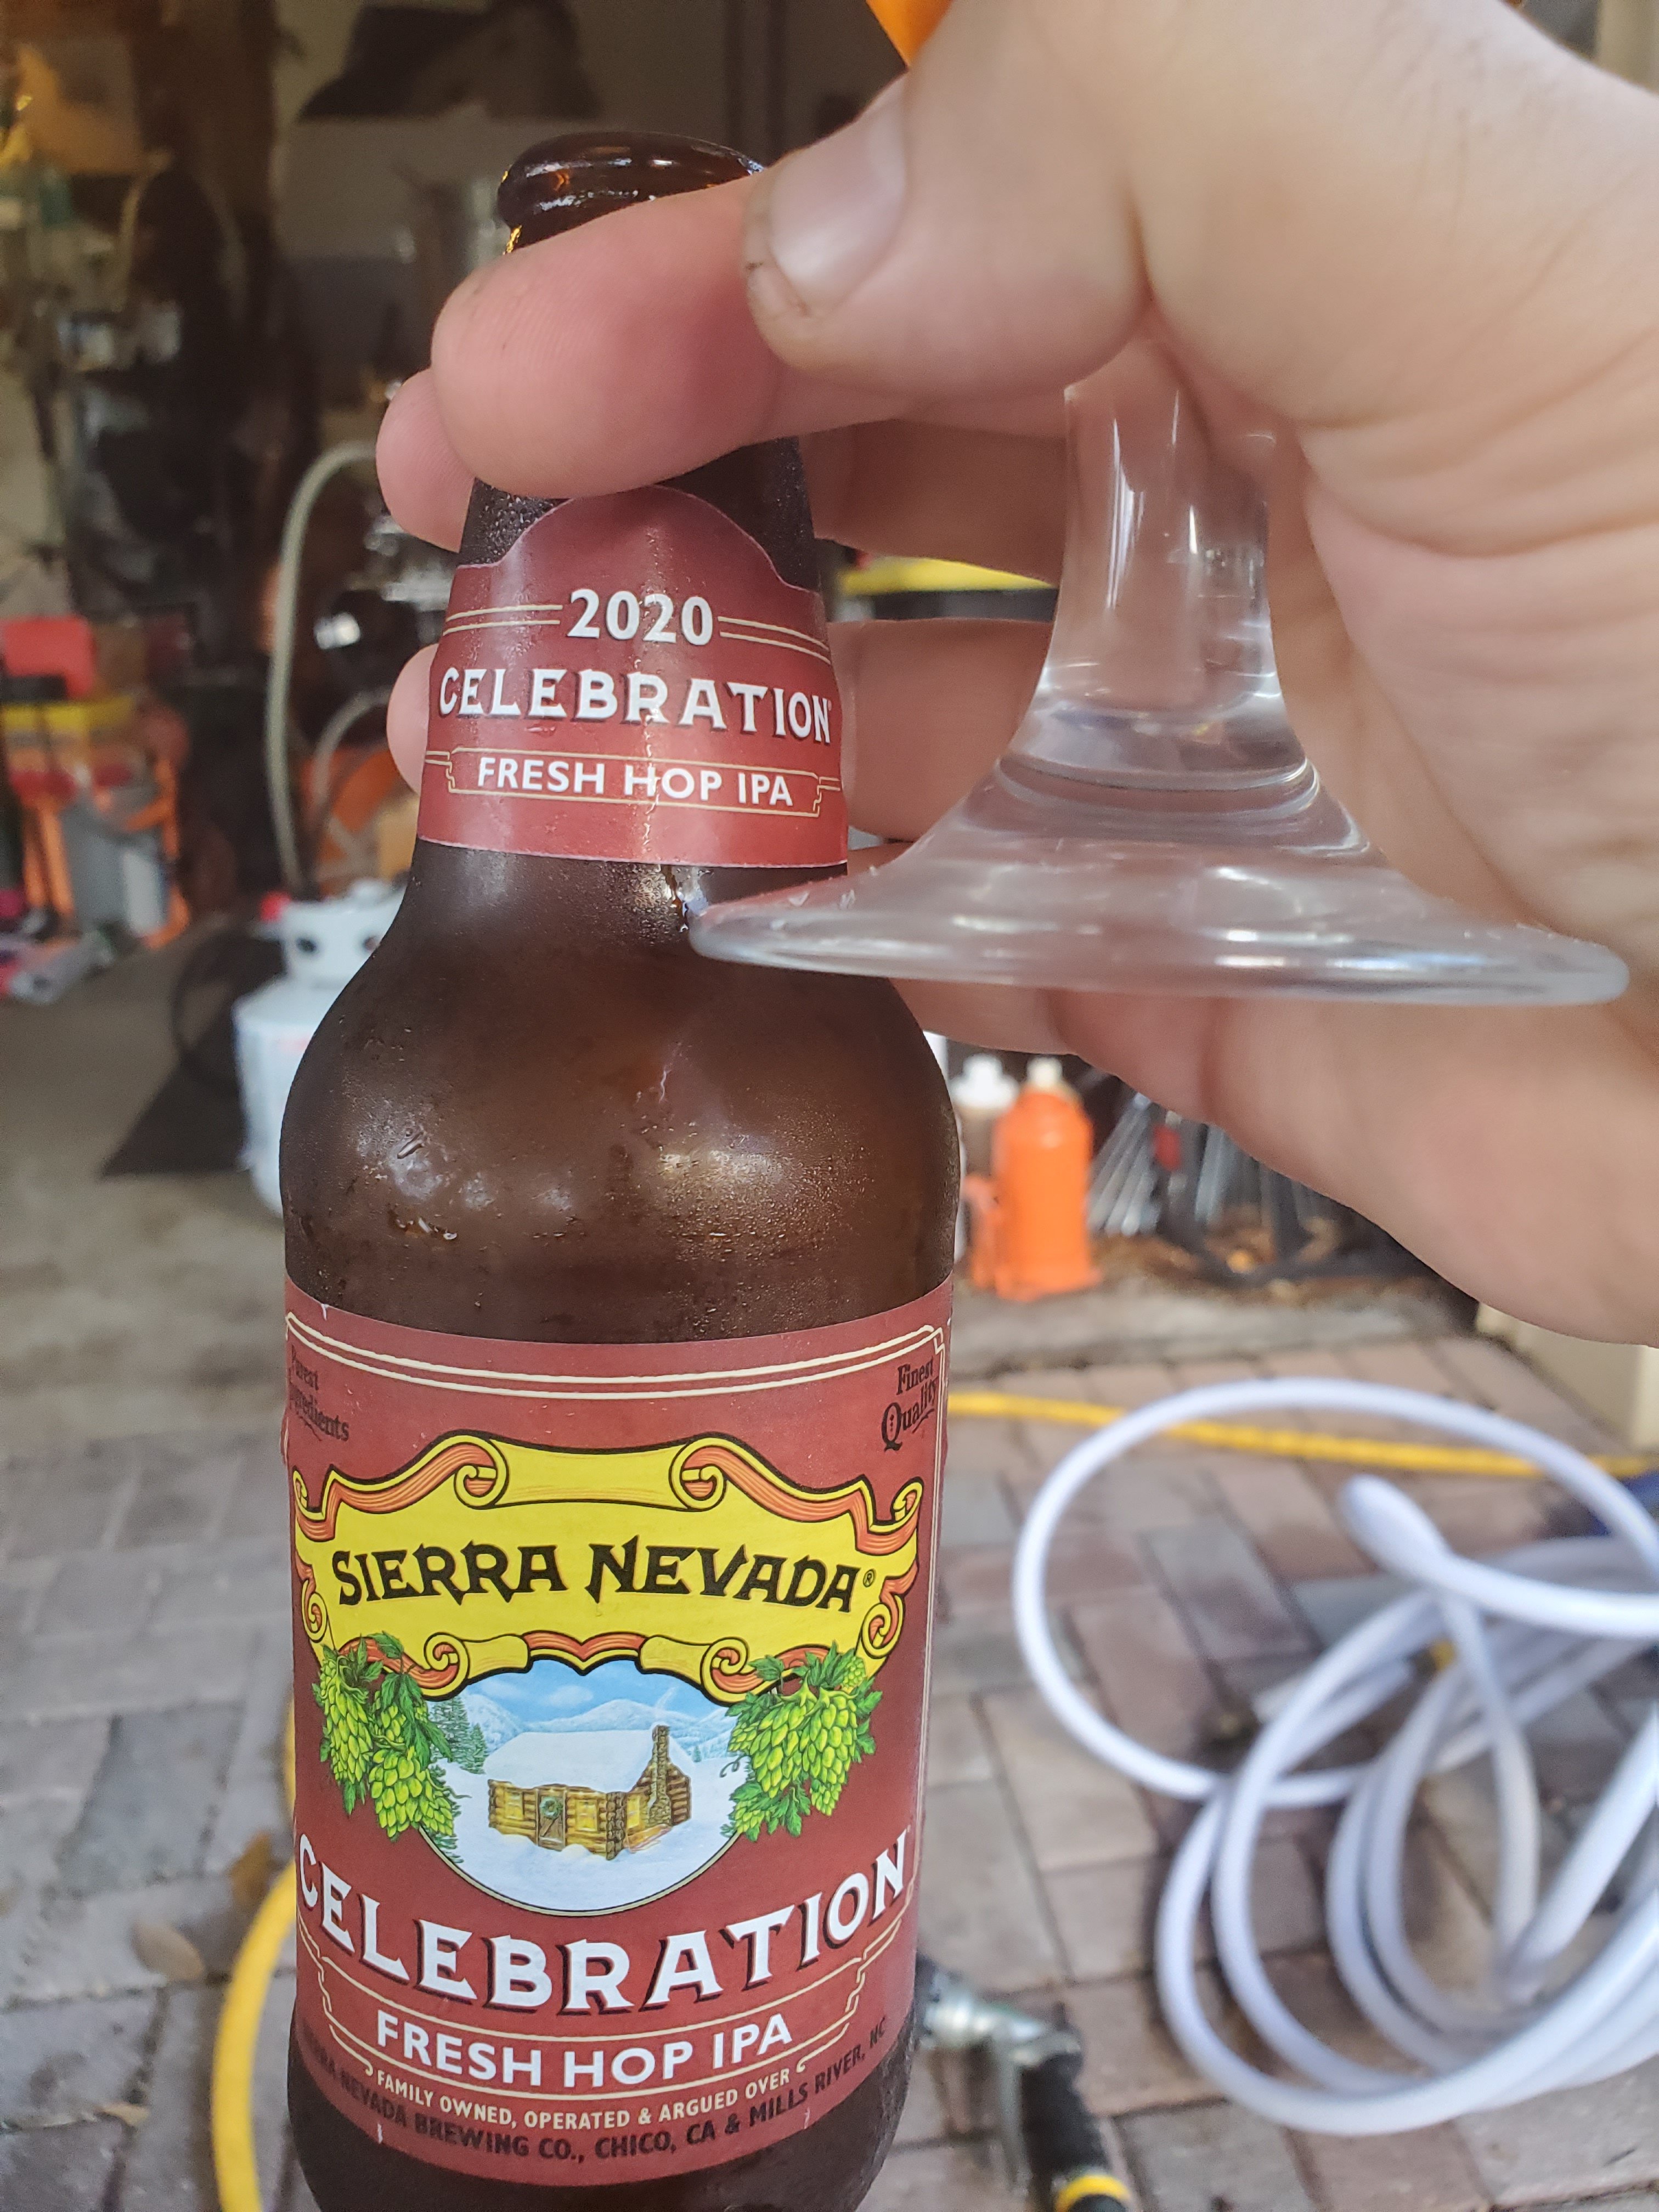 2020
CELEBRATION
FRESH HOP IPA
Finest
Quality
SIERRA NEVADA®
CELEBRATION
FRESH HOP IPA
FAMILY OWNED, OPERATED & ARGUED OVER
NEVADA BREWING CO., CHICO, CA & MILLS RIVER, NC